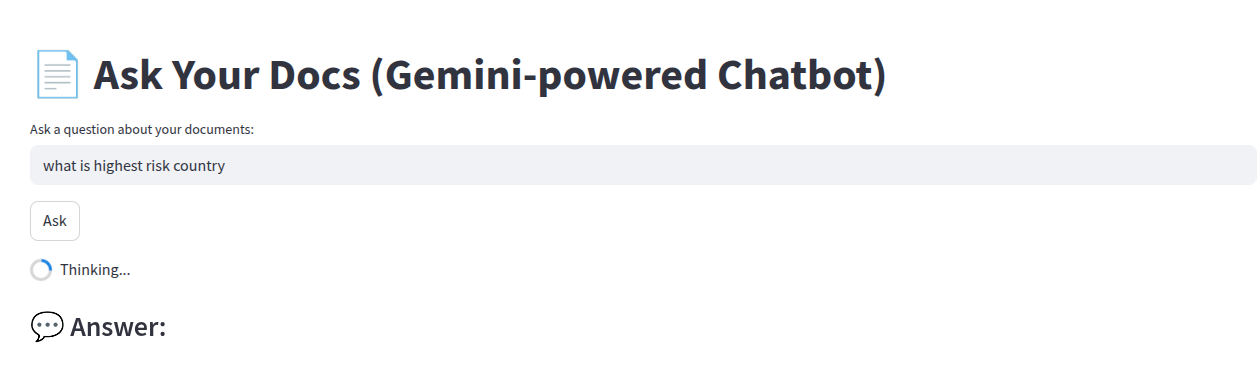 📄 Ask Your Docs (Gemini-powered Chatbot)
Ask a question about your documents:
what is highest risk country
Ask
Thinking...
💬 Answer: